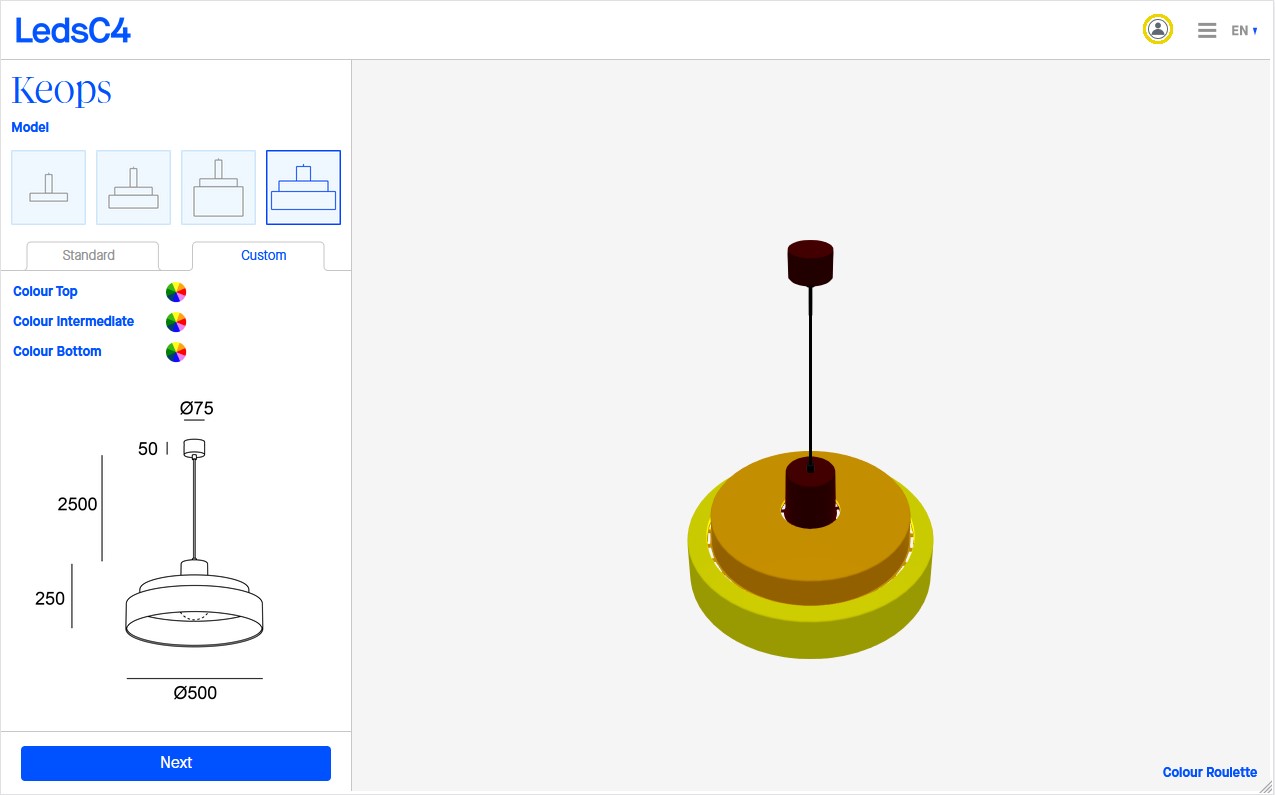 LedsC4
EN
Keops
Model
Standard
Custom
Colour Top
Colour Intermediate
Colour Bottom
Ø75
50
2500
250
Ø500
Next
Colour Roulette